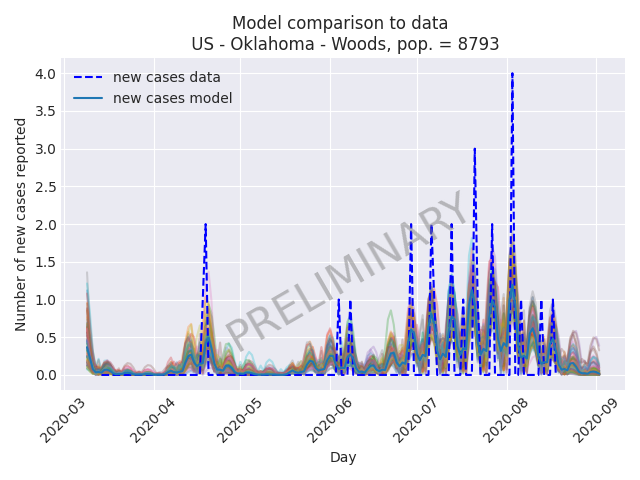 Model comparison to data
US - Oklahoma - Woods, pop. = 8793
new cases data
new cases model
PRELIMINARY
Number of new cases reported
4.0
3.5
3.0
2.5
2.0
1.5
1.0
0.5
0.0
2020-03
2020-04
2020-05
2020-06
2020-07
2020-08
2020-09
Day